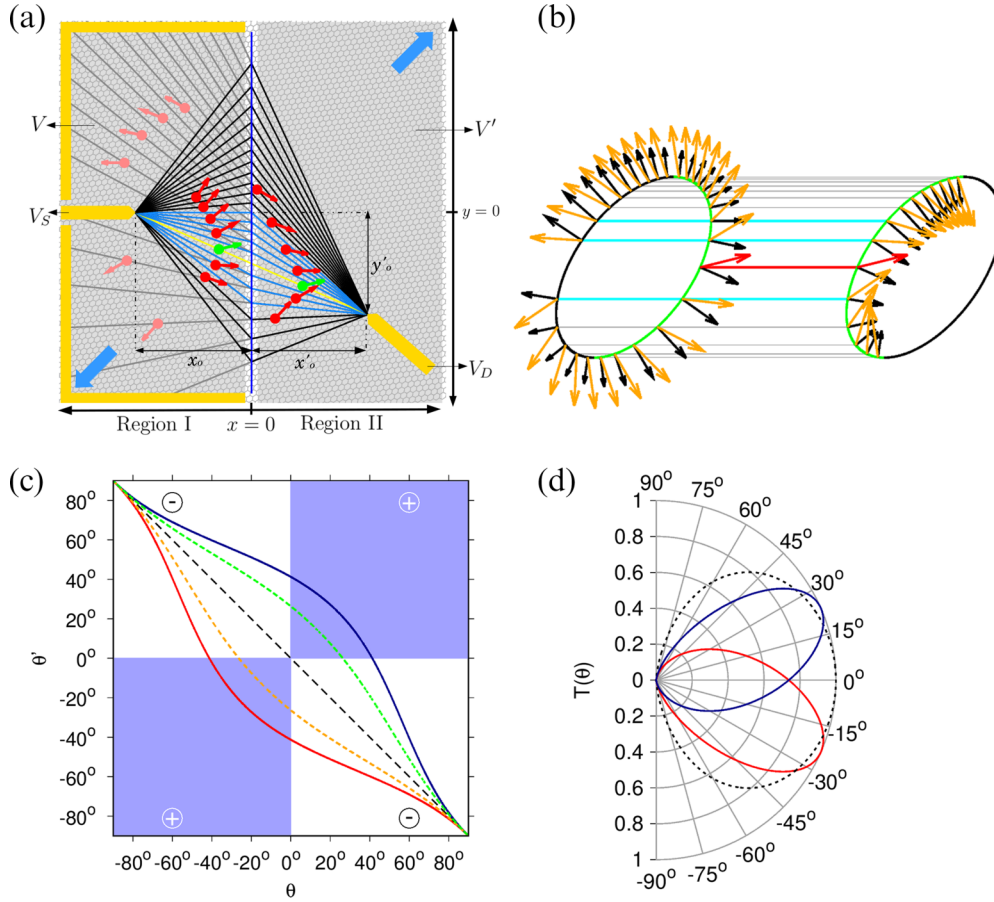 (a)
V
V'
V_S
y = 0
y'_o
x_o
x'_o
V_D
Region I
x = 0
Region II
(b)
(c)
80°
60°
40°
20°
0°
-20°
-40°
-60°
-80°
θ'
-
+
+
-
-80°
-60°
-40°
-20°
0°
20°
40°
60°
80°
θ
(d)
1
0.8
0.6
0.4
0.2
0
0.2
0.4
0.6
0.8
1
T(θ)
90°
75°
60°
45°
30°
15°
0°
-15°
-30°
-45°
-60°
-75°
-90°